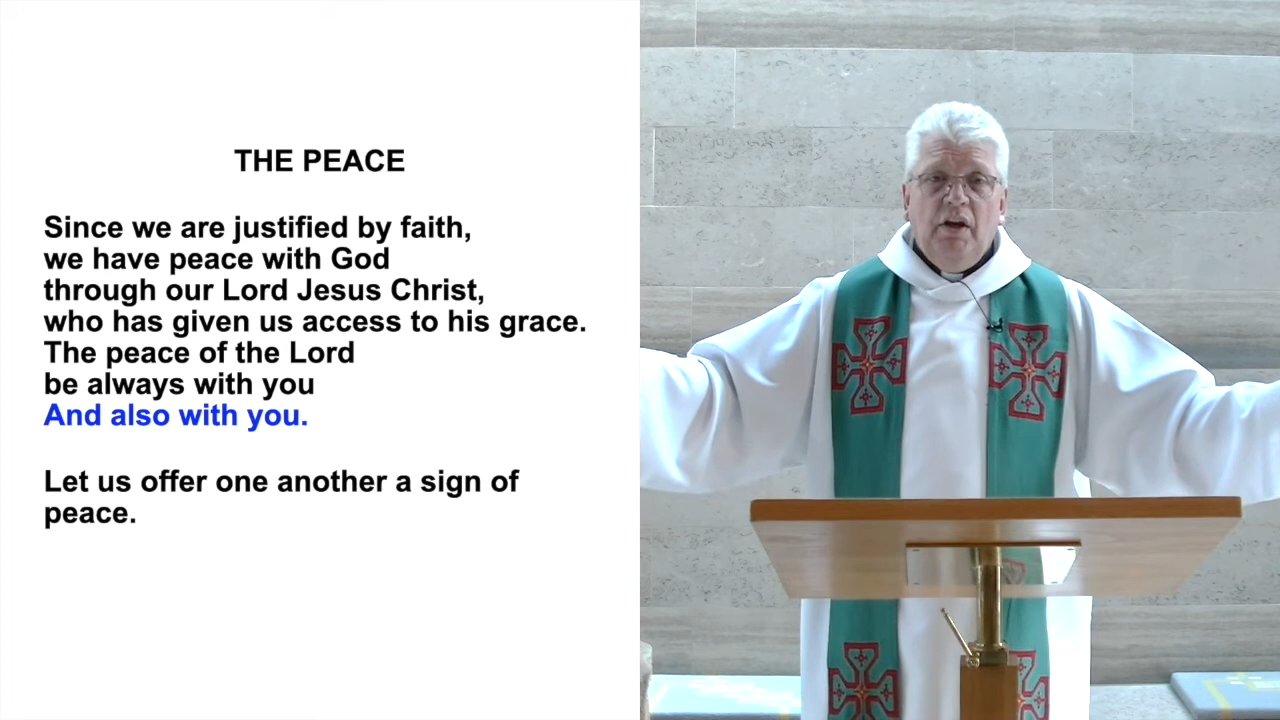 THE PEACE
Since we are justified by faith,
we have peace with God
through our Lord Jesus Christ,
who has given us access to his grace.
The peace of the Lord
be always with you
And also with you.
Let us offer one another a sign of
peace.